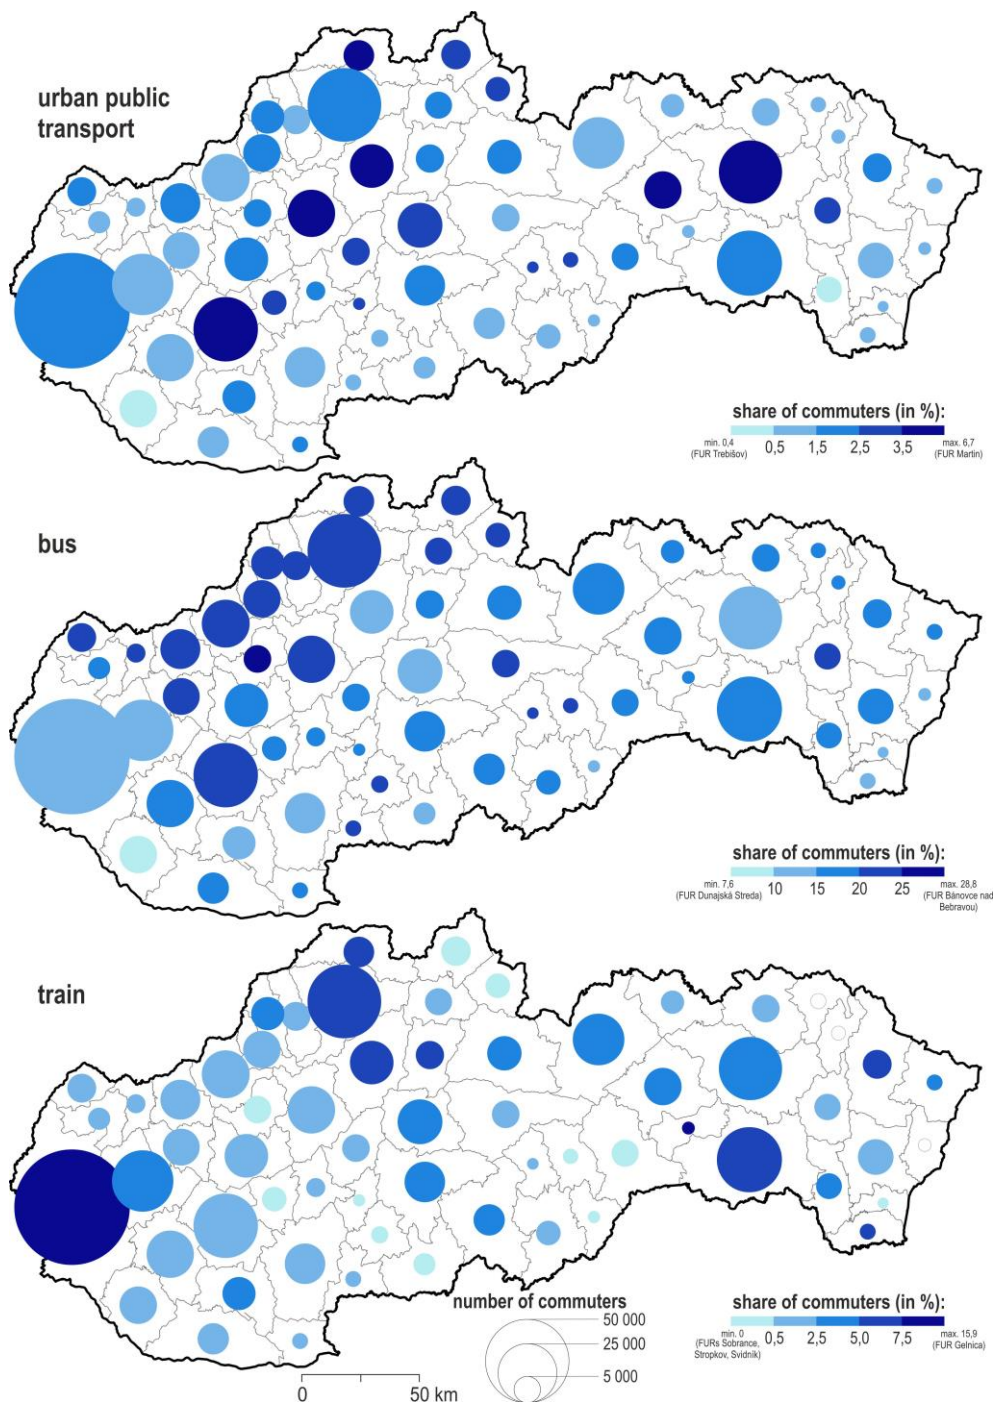 urban public
transport
share of commuters (in %):
min. 0,4
(FUR Trebišov)
0,5 1,5 2,5 3,5
max. 6,7
(FUR Martin)
bus
share of commuters (in %):
min. 7,6
(FUR Dunajská Streda)
10 15 20 25
max. 28,8
(FUR Bánovce nad
Bebravou)
train
number of commuters
50 000
25 000
5 000
0 50 km
share of commuters (in %):
min. 0
(FURs Sobrance,
Stropkov, Svidník)
0,5 2,5 5,0 7,5
max. 15,9
(FUR Gelnica)